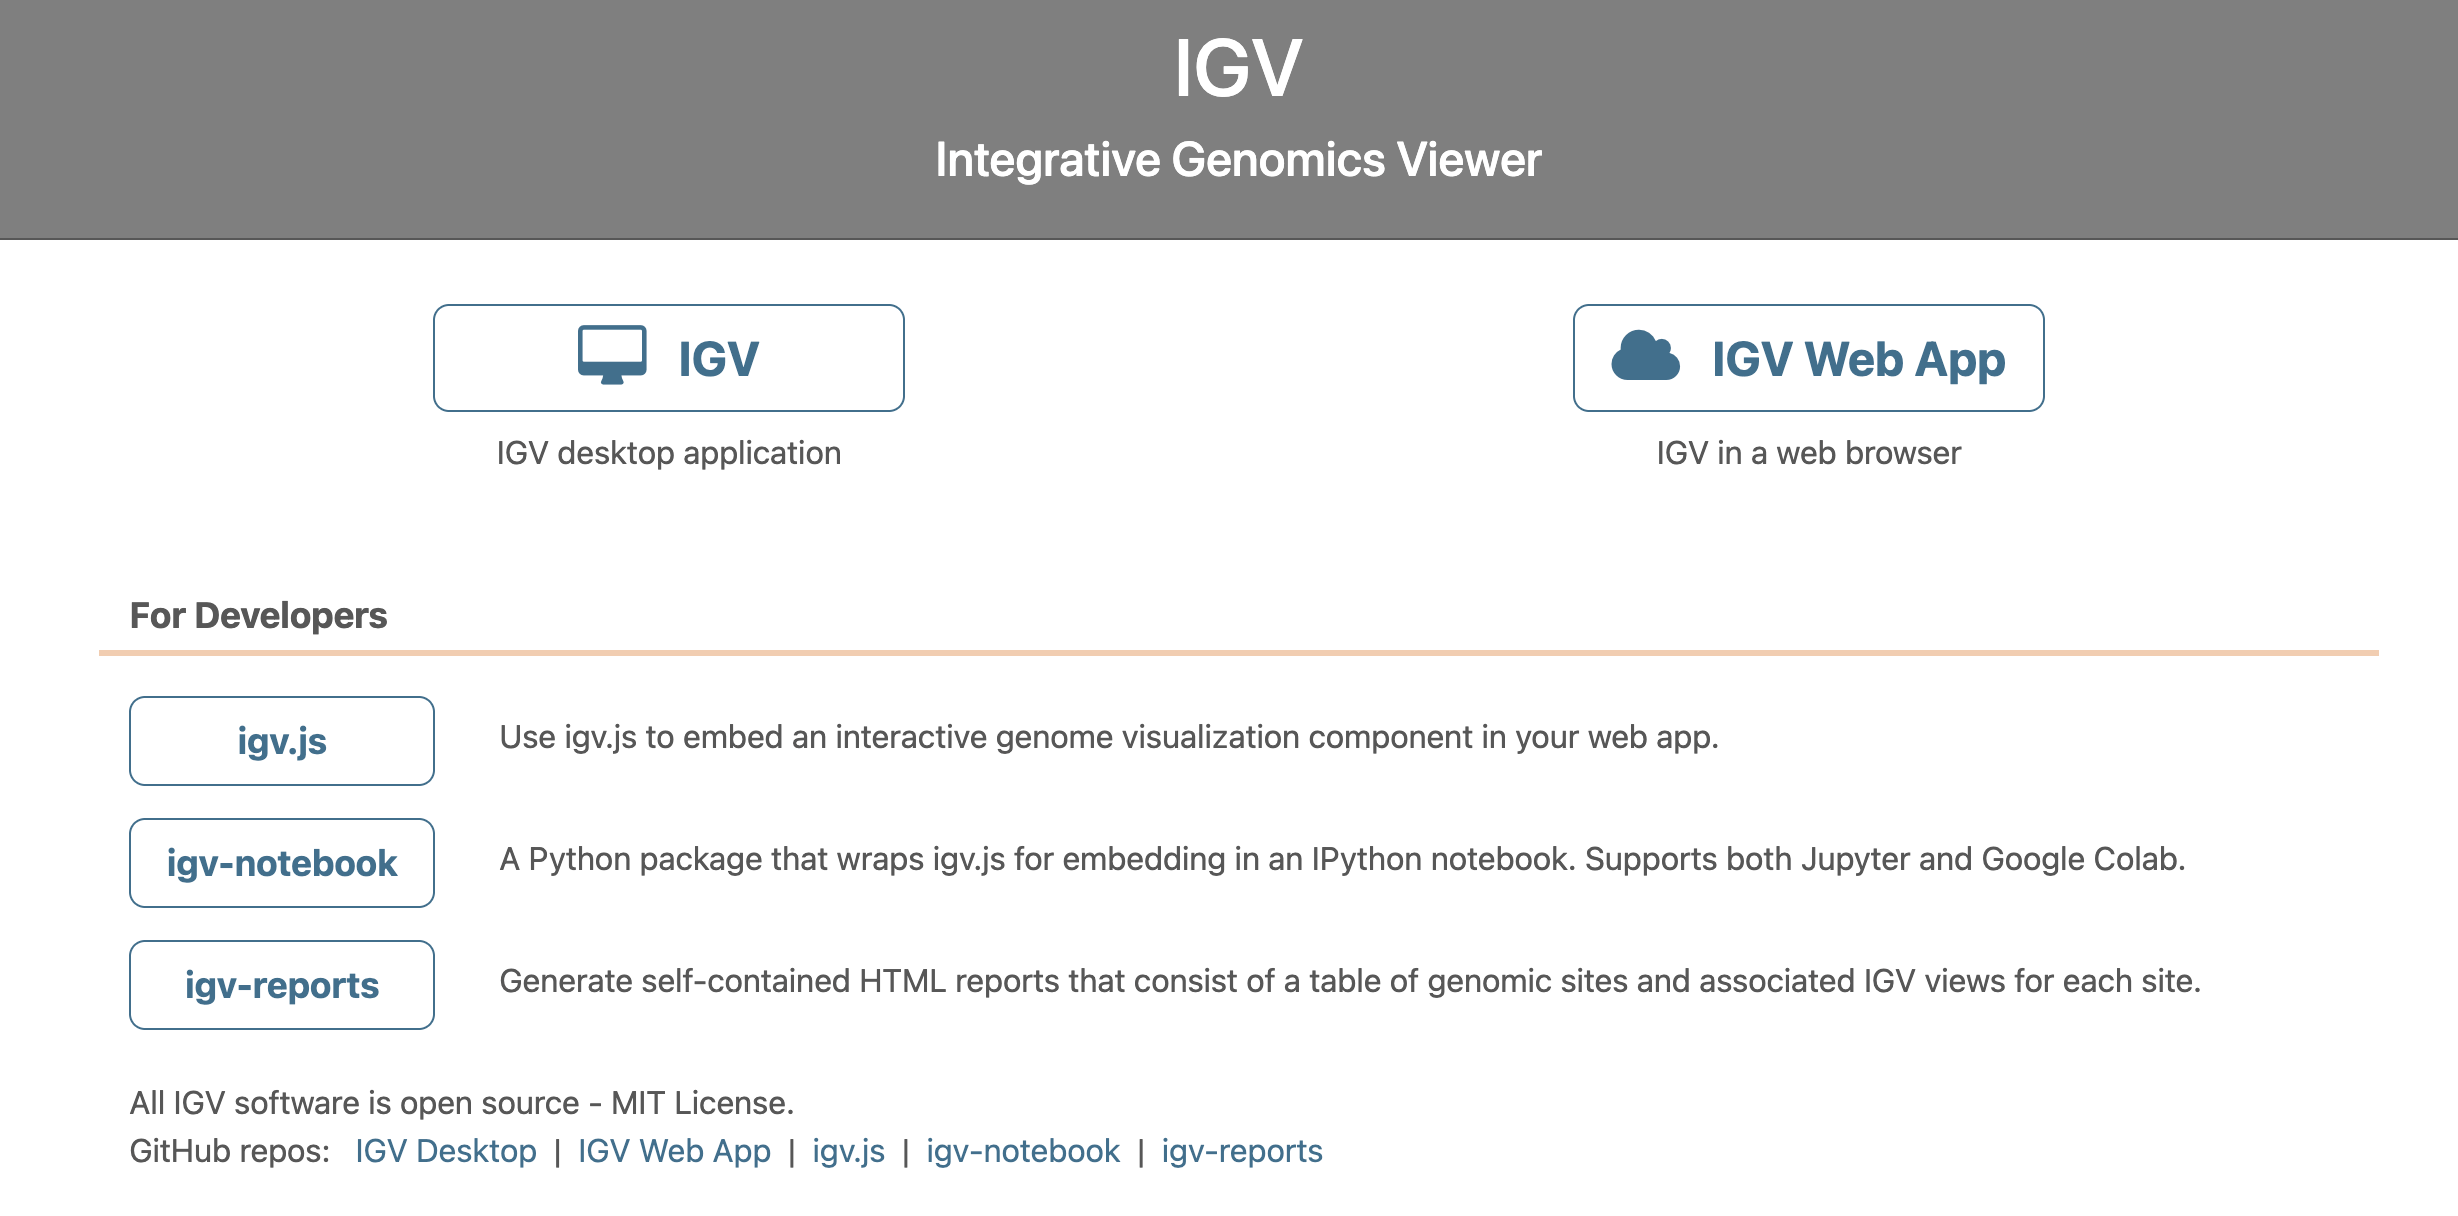 IGV
Integrative Genomics Viewer
IGV
IGV desktop application
IGV Web App
IGV in a web browser
For Developers
igv.js
Use igv.js to embed an interactive genome visualization component in your web app.
igv-notebook
A Python package that wraps igv.js for embedding in an IPython notebook. Supports both Jupyter and Google Colab.
igv-reports
Generate self-contained HTML reports that consist of a table of genomic sites and associated IGV views for each site.
All IGV software is open source - MIT License.
GitHub repos: IGV Desktop | IGV Web App | igv.js | igv-notebook | igv-reports